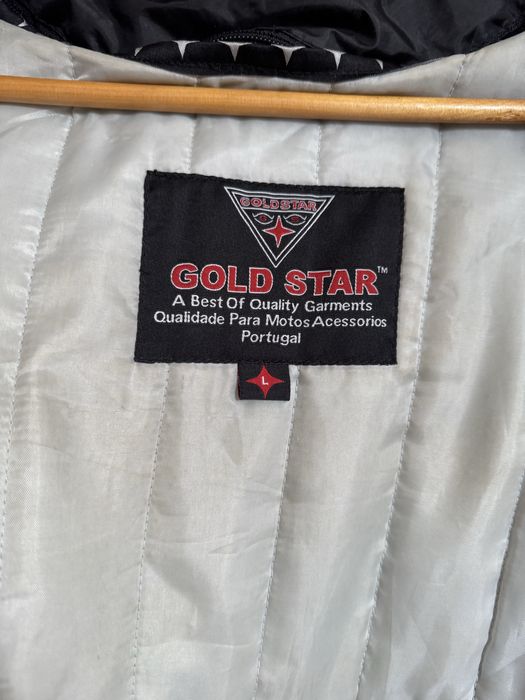 GOLDSTAR
GOLD STAR™
A Best Of Quality Garments
Qualidade Para Motos Acessorios
Portugal
L